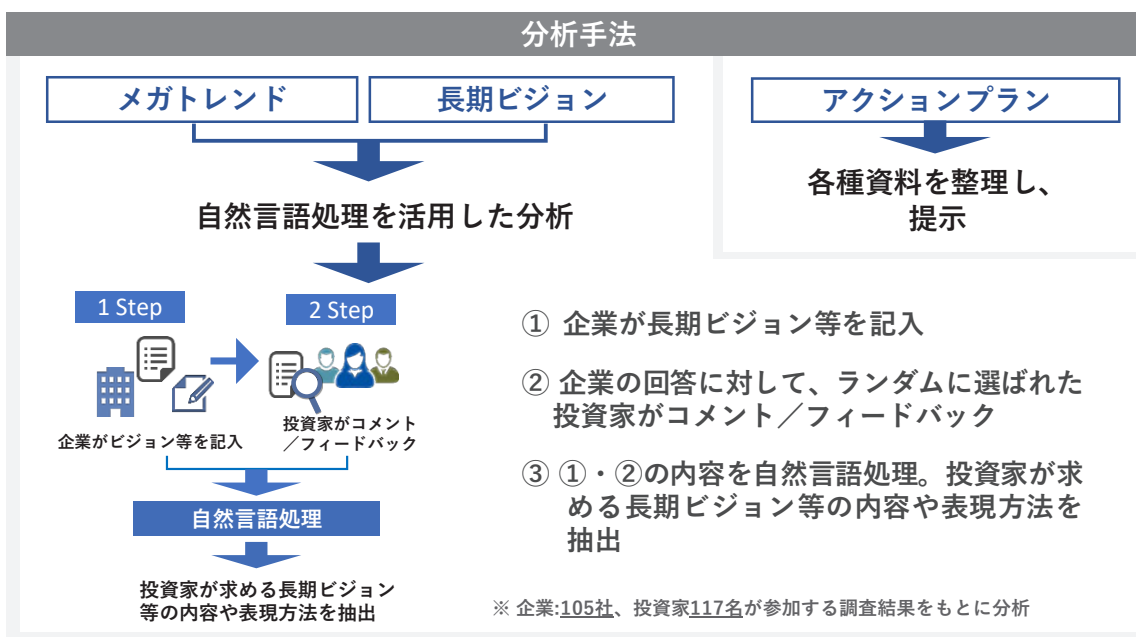 分析手法
メガトレンド
長期ビジョン
自然言語処理を活用した分析
アクションプラン
各種資料を整理し、
提示
1 Step
2 Step
企業がビジョン等を記入
投資家がコメント
／フィードバック
自然言語処理
投資家が求める長期ビジョン
等の内容や表現方法を抽出
① 企業が長期ビジョン等を記入
② 企業の回答に対して、ランダムに選ばれた
投資家がコメント／フィードバック
③ ①・②の内容を自然言語処理。投資家が求
める長期ビジョン等の内容や表現方法を
抽出
※ 企業:105社、投資家117名が参加する調査結果をもとに分析